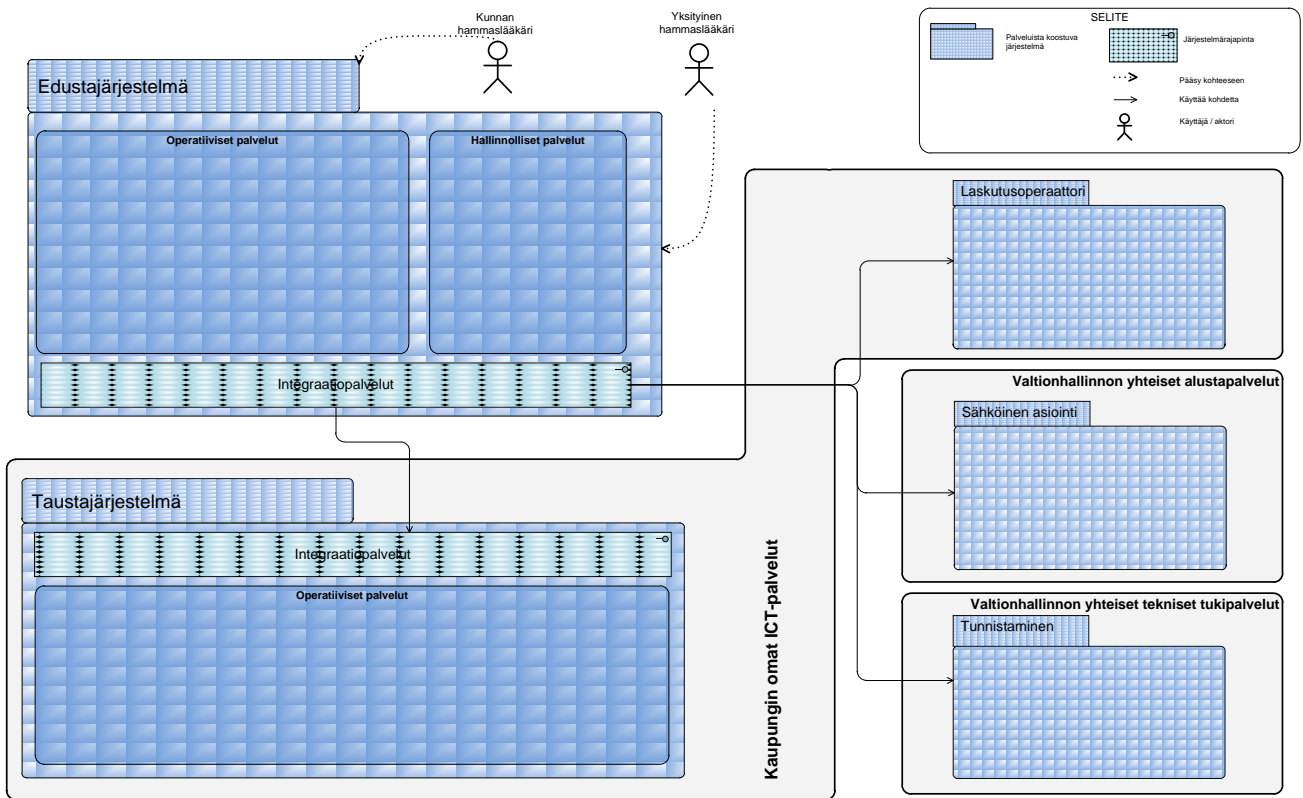 Kunnan
hammaslääkäri
Yksityinen
hammaslääkäri
SELITE
Palveluista koostuva
järjestelmä
Järjestelmärajapinta
Pääsy kohteeseen
Käyttää kohdetta
Käyttäjä / aktori
Edustajärjestelmä
Operatiiviset palvelut
Hallinnolliset palvelut
Integraatiopalvelut
Laskutusoperaattori
Valtionhallinnon yhteiset alustapalvelut
Sähköinen asiointi
Taustajärjestelmä
Integraatiopalvelut
Operatiiviset palvelut
Kaupungin omat ICT-palvelut
Valtionhallinnon yhteiset tekniset tukipalvelut
Tunnistaminen